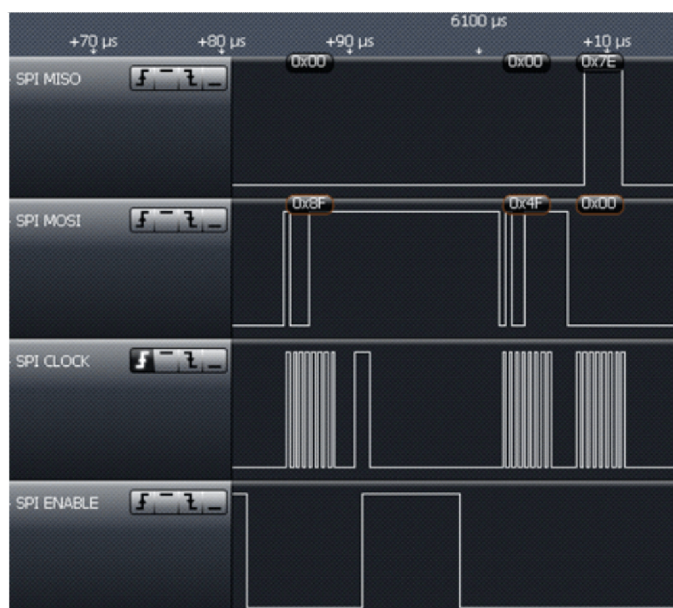 6100 µs
+70 µs +80 µs +90 µs +10 µs
0x00 0x00 0x7E
SPI MISO
0x8F 0x4F 0x00
SPI MOSI
SPI CLOCK
SPI ENABLE